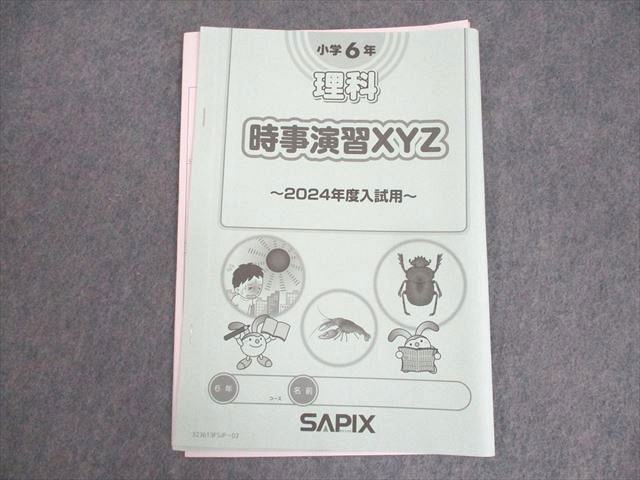 小学6年
理科
時事演習XYZ
~2024年度入試用~
6年
コース
名前
SAPIX